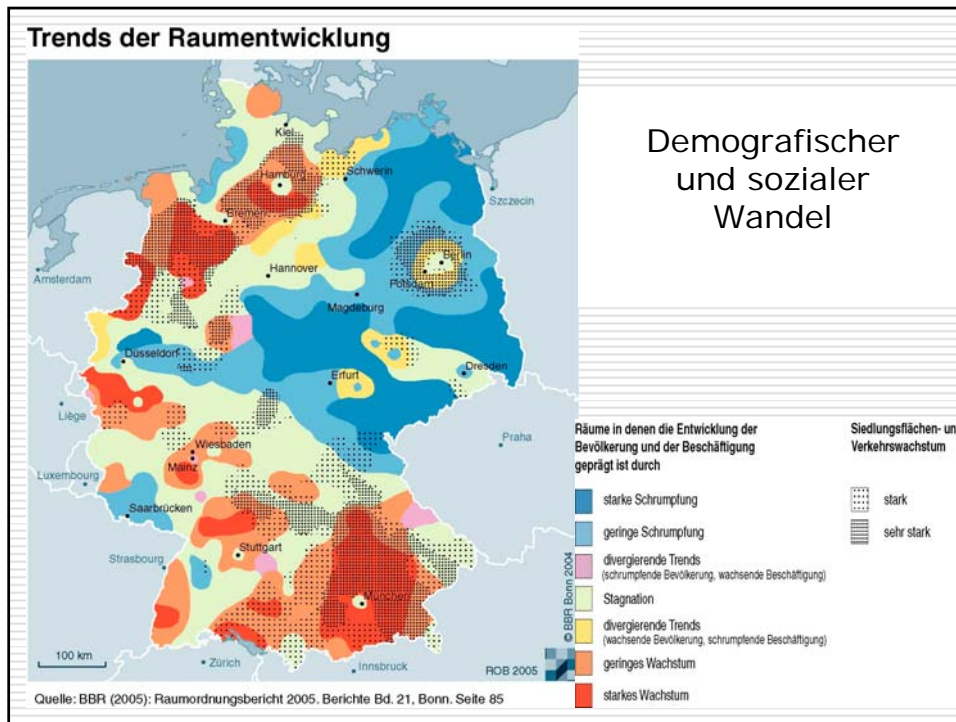 Trends der Raumentwicklung
Kiel
Hamburg
Schwerin
Szczecin
Bremen
Berlin
Amsterdam
Hannover
Potsdam
Magdeburg
Düsseldorf
Erfurt
Dresden
Liège
Wiesbaden
Praha
Mainz
Luxembourg
Saarbrücken
Stuttgart
Strasbourg
München
100 km
Zürich
Innsbruck
ROB 2005
© BBR Bonn 2004
Quelle: BBR (2005): Raumordnungsbericht 2005. Berichte Bd. 21, Bonn. Seite 85
Demografischer
und sozialer
Wandel
Räume in denen die Entwicklung der
Bevölkerung und der Beschäftigung
geprägt ist durch
starke Schrumpfung
geringe Schrumpfung
divergierende Trends
(schrumpfende Bevölkerung, wachsende Beschäftigung)
Stagnation
divergierende Trends
(wachsende Bevölkerung, schrumpfende Beschäftigung)
geringes Wachstum
starkes Wachstum
Siedlungsflächen- un
Verkehrswachstum
stark
sehr stark